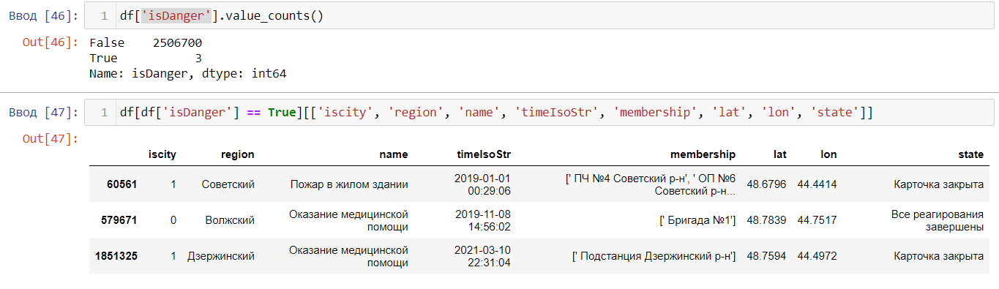 Ввод [46]: 1 df['isDanger'].value_counts()
Out[46]: False 2506700
True 3
Name: isDanger, dtype: int64
Ввод [47]: 1 df[df['isDanger'] == True][['iscity', 'region', 'name', 'timeIsoStr', 'membership', 'lat', 'lon', 'state']]
Out[47]:
iscity region name timeIsoStr membership lat lon state
60561 1 Советский Пожар в жилом здании 2019-01-01 00:29:06 [' ПЧ №4 Советский р-н', ' ОП №6 Советский р-н... 48.6796 44.4414 Карточка закрыта
579671 0 Волжский Оказание медицинской помощи 2019-11-08 14:56:02 [' Бригада №1'] 48.7839 44.7517 Все реагирования завершены
1851325 1 Дзержинский Оказание медицинской помощи 2021-03-10 22:31:04 [' Подстанция Дзержинский р-н'] 48.7594 44.4972 Карточка закрыта